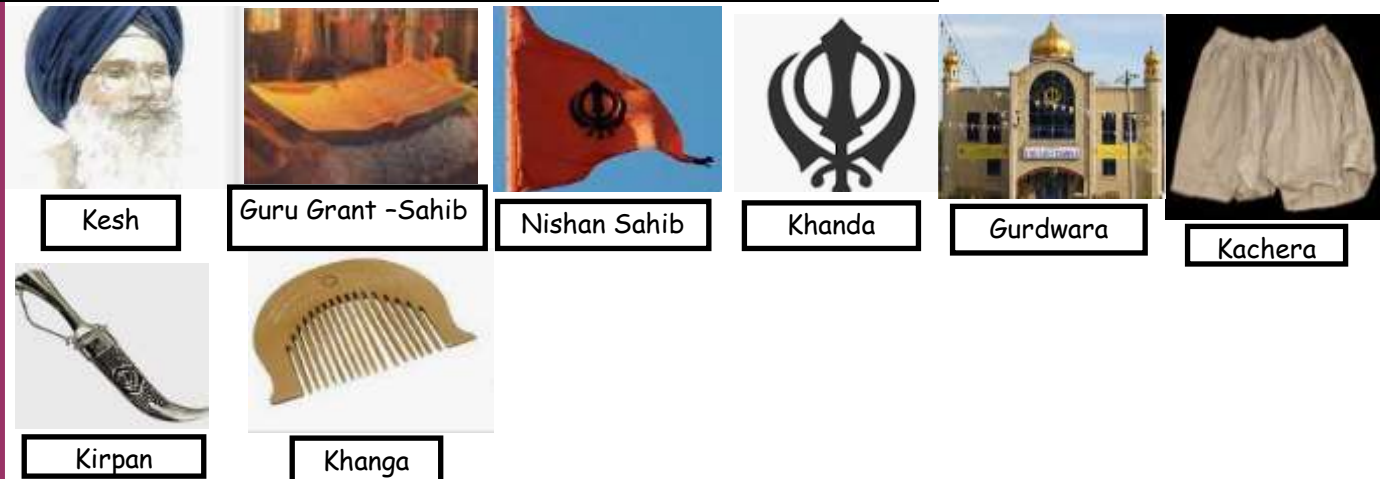 Kesh
Guru Grant –Sahib
Nishan Sahib
Khanda
Gurdwara
Kachera
Kirpan
Khanga